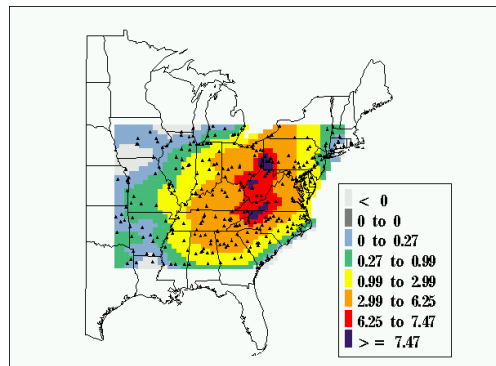 < 0
0 to 0
0 to 0.27
0.27 to 0.99
0.99 to 2.99
2.99 to 6.25
6.25 to 7.47
> = 7.47